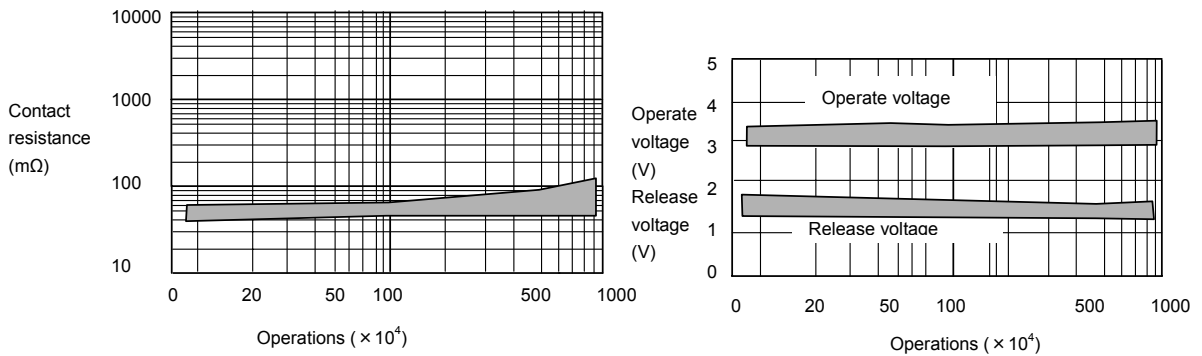 10000
1000
100
10
Contact
resistance
(mΩ)
0 20 50 100 500 1000
Operations ( × 10⁴)
5
4
3
2
1
0
Operate
voltage
(V)
Release
voltage
(V)
Operate voltage
Release voltage
0 20 50 100 500 1000
Operations ( × 10⁴)